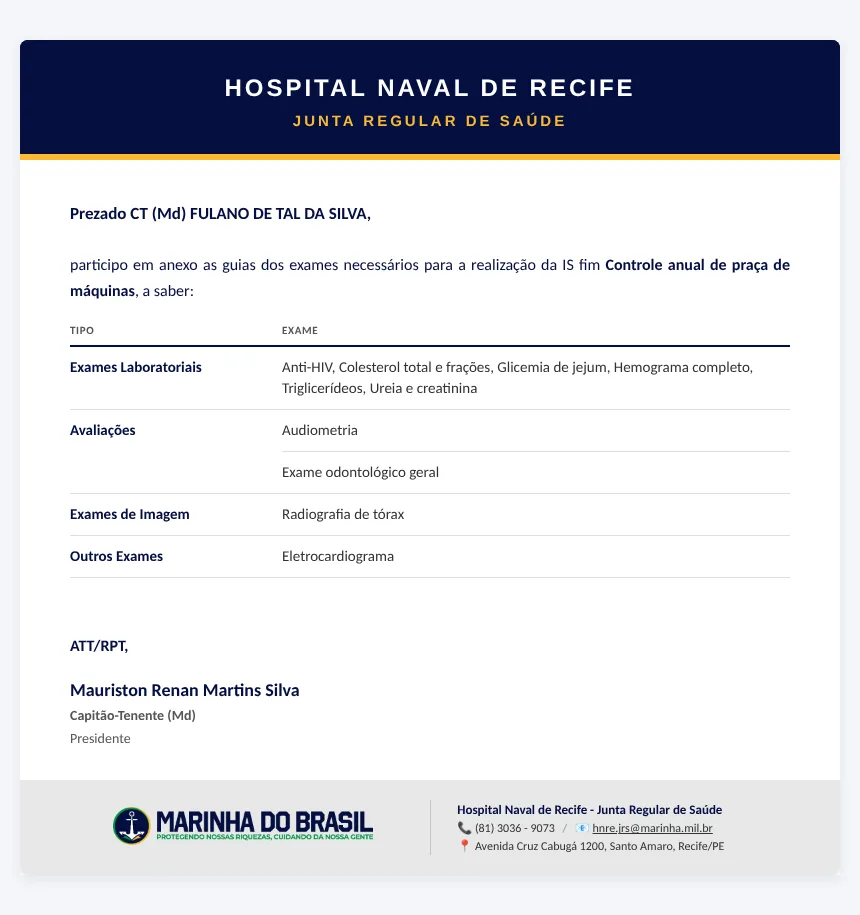 HOSPITAL NAVAL DE RECIFE
JUNTA REGULAR DE SAÚDE
Prezado CT (Md) FULANO DE TAL DA SILVA,
participo em anexo as guias dos exames necessários para a realização da IS fim Controle anual de praça de
máquinas, a saber:
TIPO EXAME
Exames Laboratoriais Anti-HIV, Colesterol total e frações, Glicemia de jejum, Hemograma completo,
Triglicerídeos, Ureia e creatinina
Avaliações Audiometria
Exame odontológico geral
Exames de Imagem Radiografia de tórax
Outros Exames Eletrocardiograma
ATT/RPT,
Mauriston Renan Martins Silva
Capitão-Tenente (Md)
Presidente
MARINHA DO BRASIL
PROTEGENDO NOSSAS RIQUEZAS, CUIDANDO DA NOSSA GENTE
Hospital Naval de Recife - Junta Regular de Saúde
(81) 3036 - 9073 / hnre.jrs@marinha.mil.br
Avenida Cruz Cabugá 1200, Santo Amaro, Recife/PE